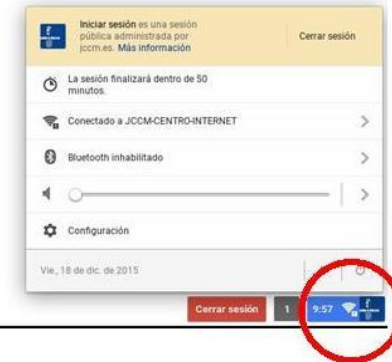 Iniciar sesión es una sesión
pública administrada por
jccm.es. Más información
Cerrar sesión
La sesión finalizará dentro de 50
minutos.
Conectado a JCCM-CENTRO-INTERNET
Bluetooth inhabilitado
Configuración
Vie., 18 de dic. de 2015
Cerrar sesión
1
9:57